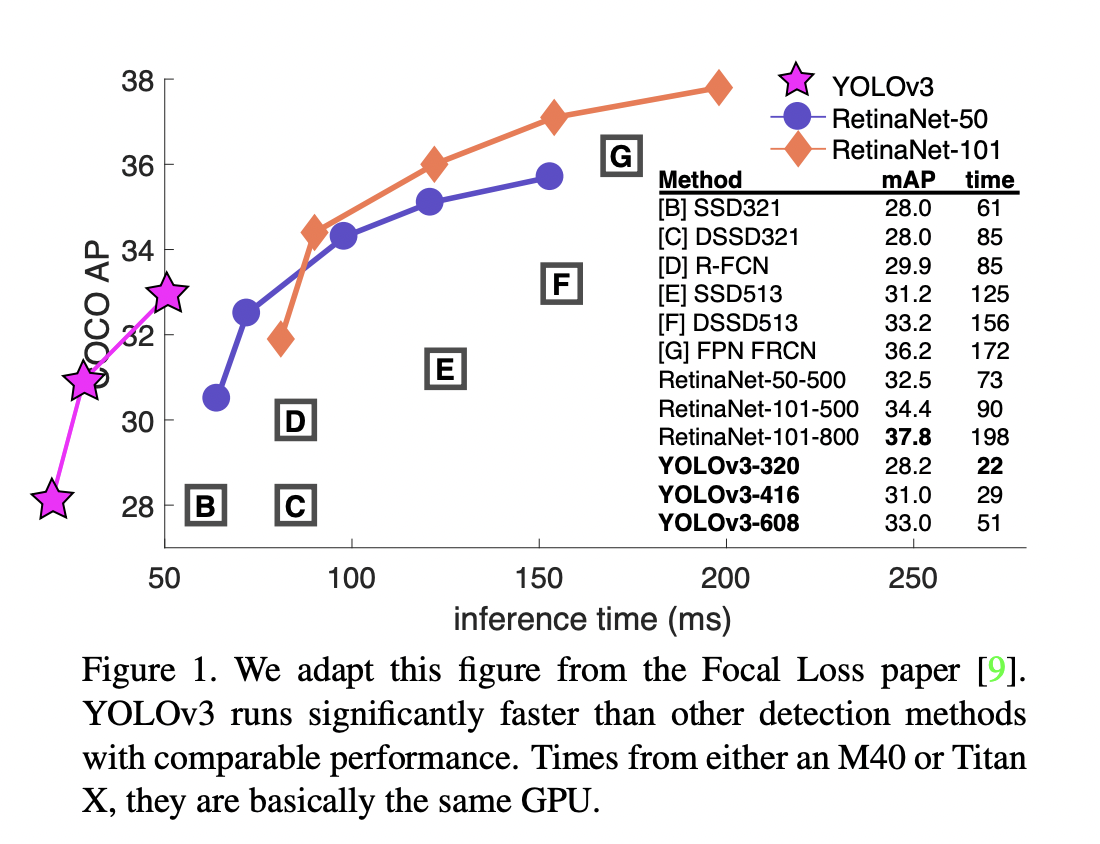 38
36
34
32
30
28
COCO AP
50 100 150 200 250
inference time (ms)
B
C
D
E
F
G
YOLOv3
RetinaNet-50
RetinaNet-101
Method mAP time
[B] SSD321 28.0 61
[C] DSSD321 28.0 85
[D] R-FCN 29.9 85
[E] SSD513 31.2 125
[F] DSSD513 33.2 156
[G] FPN FRCN 36.2 172
RetinaNet-50-500 32.5 73
RetinaNet-101-500 34.4 90
RetinaNet-101-800 37.8 198
YOLOv3-320 28.2 22
YOLOv3-416 31.0 29
YOLOv3-608 33.0 51
Figure 1. We adapt this figure from the Focal Loss paper [9].
YOLOv3 runs significantly faster than other detection methods
with comparable performance. Times from either an M40 or Titan
X, they are basically the same GPU.